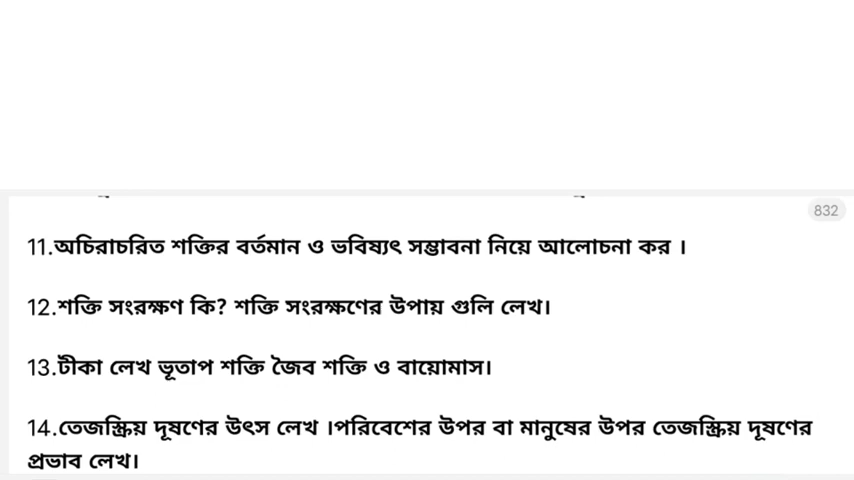 832
11.অচিরাচরিত শক্তির বর্তমান ও ভবিষ্যৎ সম্ভাবনা নিয়ে আলোচনা কর ।
12.শক্তি সংরক্ষণ কি? শক্তি সংরক্ষণের উপায় গুলি লেখ।
13.টীকা লেখ ভূতাপ শক্তি জৈব শক্তি ও বায়োমাস।
14.তেজস্ক্রিয় দূষণের উৎস লেখ ।পরিবেশের উপর বা মানুষের উপর তেজস্ক্রিয় দূষণের
প্রভাব লেখ।